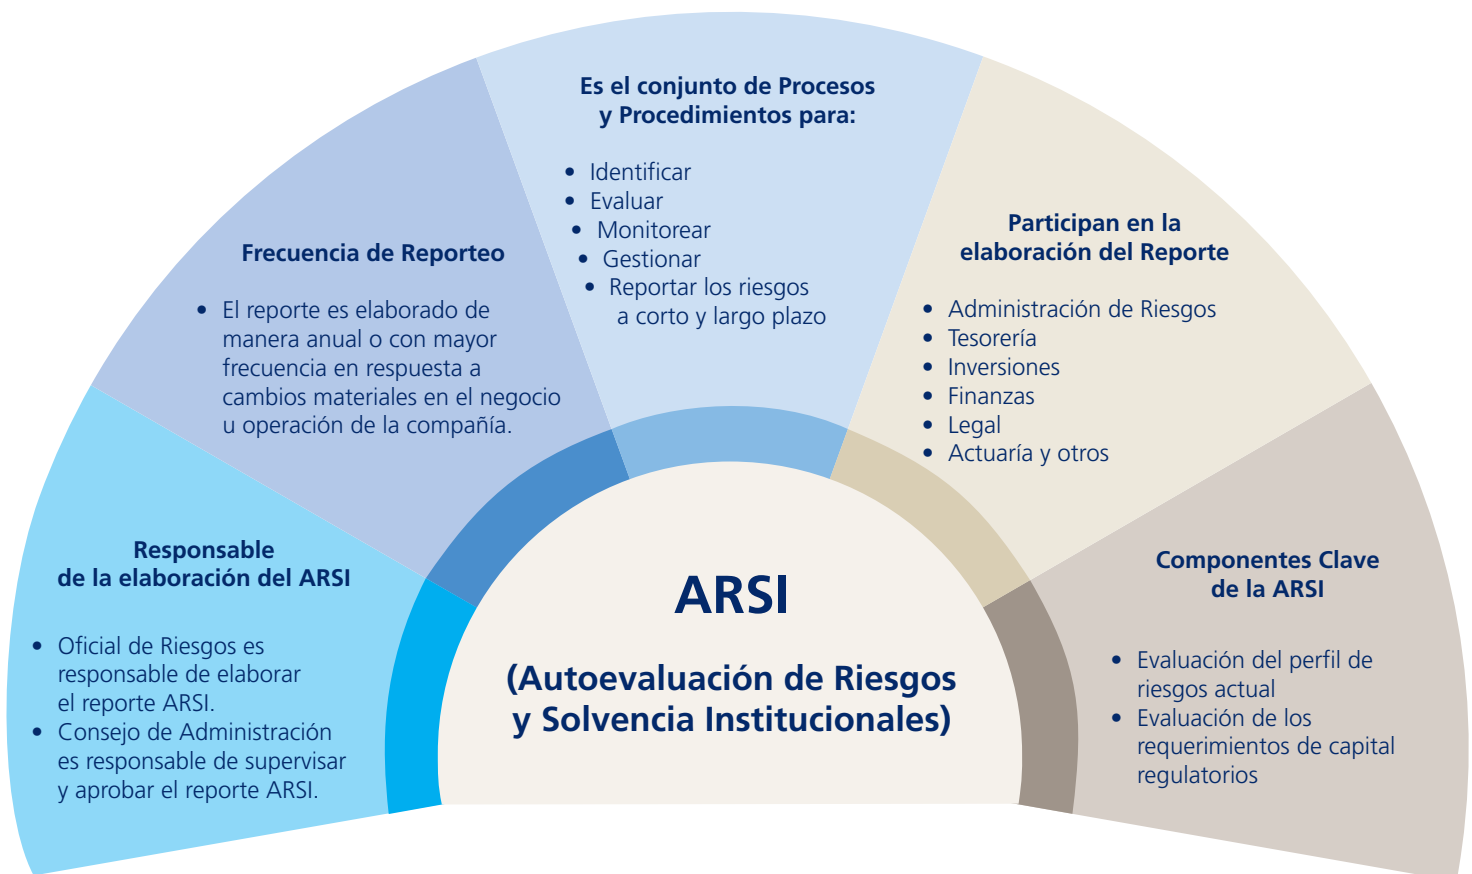 Es el conjunto de Procesos
y Procedimientos para:
• Identificar
• Evaluar
• Monitorear
• Gestionar
• Reportar los riesgos
a corto y largo plazo
Frecuencia de Reporteo
• El reporte es elaborado de
manera anual o con mayor
frecuencia en respuesta a
cambios materiales en el negocio
u operación de la compañía.
Participan en la
elaboración del Reporte
• Administración de Riesgos
• Tesorería
• Inversiones
• Finanzas
• Legal
• Actuaría y otros
Responsable
de la elaboración del ARSI
• Oficial de Riesgos es
responsable de elaborar
el reporte ARSI.
• Consejo de Administración
es responsable de supervisar
y aprobar el reporte ARSI.
ARSI
(Autoevaluación de Riesgos
y Solvencia Institucionales)
Componentes Clave
de la ARSI
• Evaluación del perfil de
riesgos actual
• Evaluación de los
requerimientos de capital
regulatorios